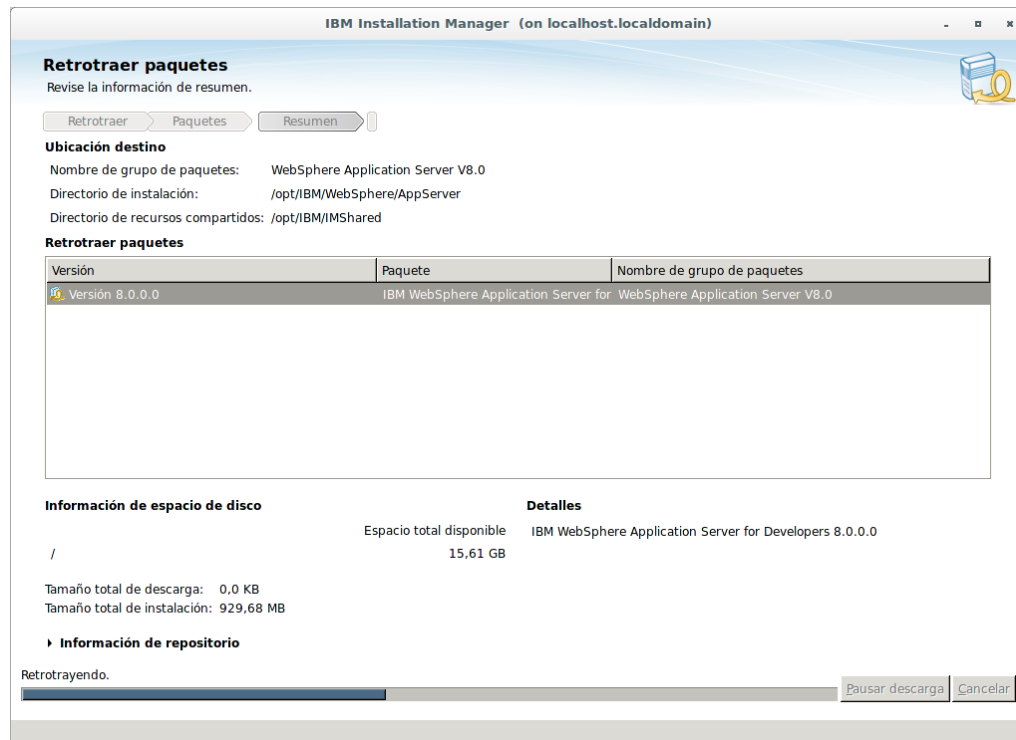 IBM Installation Manager (on localhost.localdomain)
Retrotraer paquetes
Revise la información de resumen.
Retrotraer Paquetes Resumen
Ubicación destino
Nombre de grupo de paquetes: WebSphere Application Server V8.0
Directorio de instalación: /opt/IBM/WebSphere/AppServer
Directorio de recursos compartidos: /opt/IBM/IMShared
Retrotraer paquetes
Versión Paquete Nombre de grupo de paquetes
Versión 8.0.0.0 IBM WebSphere Application Server for WebSphere Application Server V8.0
Información de espacio de disco
Espacio total disponible
/ 15,61 GB
Tamaño total de descarga: 0,0 KB
Tamaño total de instalación: 929,68 MB
Detalles
IBM WebSphere Application Server for Developers 8.0.0.0
Información de repositorio
Retrotrayendo.
Pausar descarga Cancelar